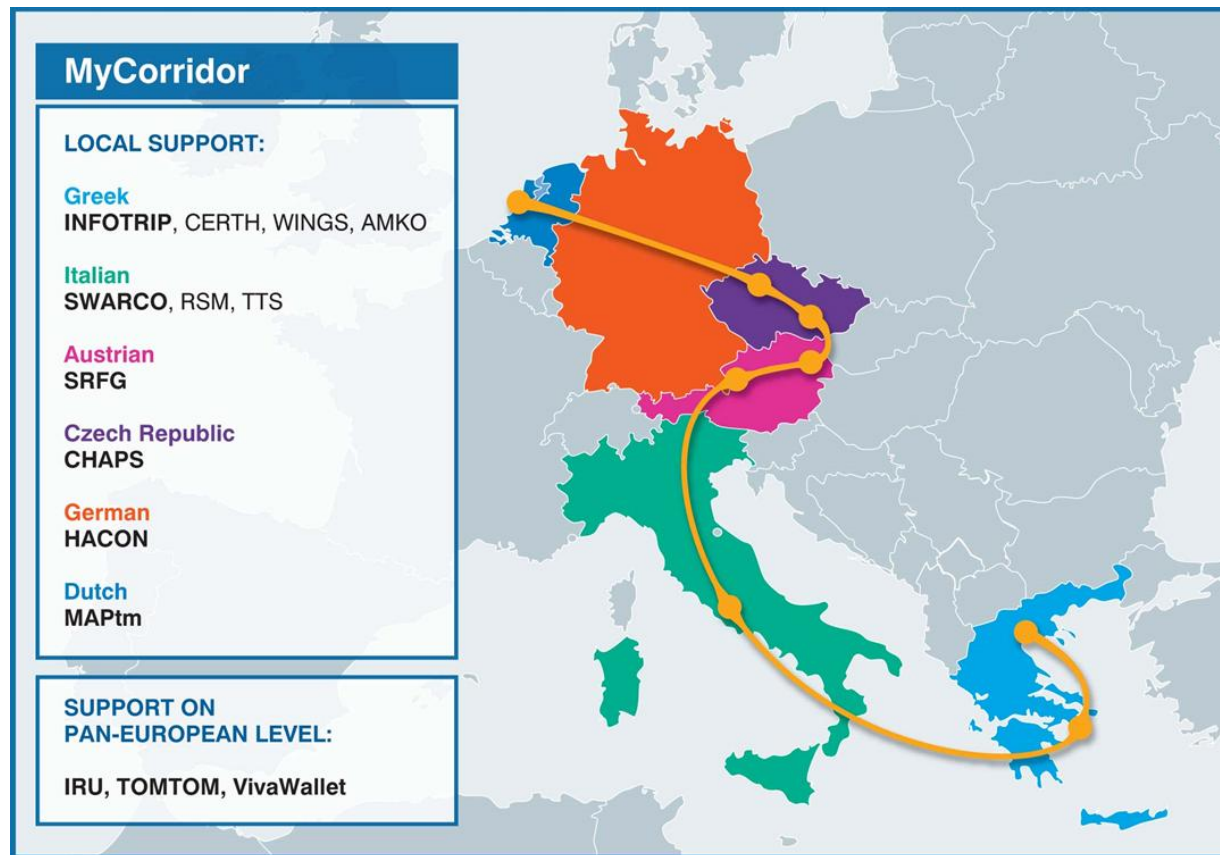 MyCorridor
LOCAL SUPPORT:
Greek
INFOTRIP, CERTH, WINGS, AMKO
Italian
SWARCO, RSM, TTS
Austrian
SRFG
Czech Republic
CHAPS
German
HACON
Dutch
MAPtm
SUPPORT ON
PAN-EUROPEAN LEVEL:
IRU, TOMTOM, VivaWallet